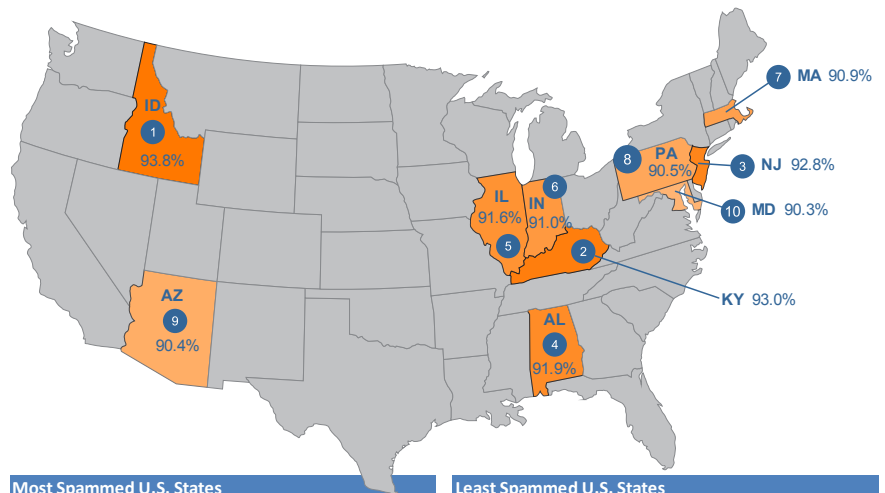 7 MA 90.9%
ID
1
93.8%
8 PA
90.5%
3 NJ 92.8%
6
IL
IN
91.6%
91.0%
10 MD 90.3%
5
2
KY 93.0%
AZ
9
90.4%
AL
4
91.9%
Most Spammed U.S. States
Least Spammed U.S. States